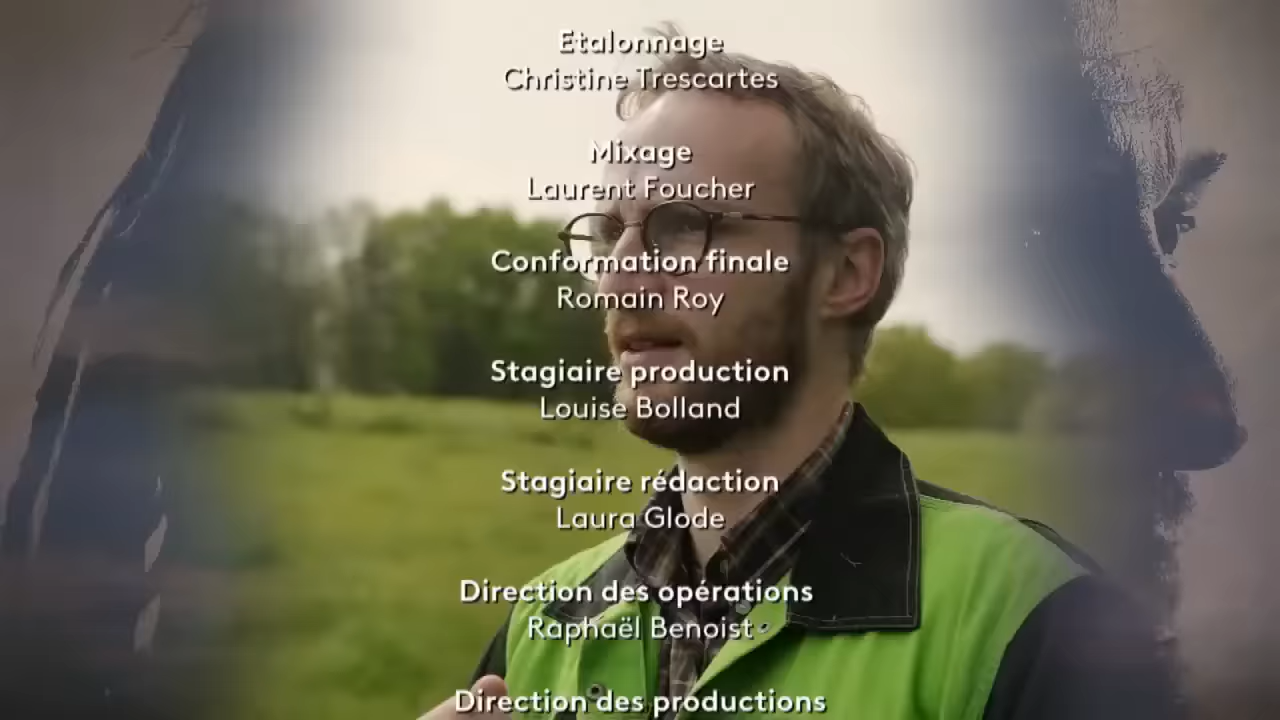 Etalonnage
Christine Trescartes
Mixage
Laurent Foucher
Conformation finale
Romain Roy
Stagiaire production
Louise Bolland
Stagiaire rédaction
Laura Glode
Direction des opérations
Raphaël Benoist
Direction des productions